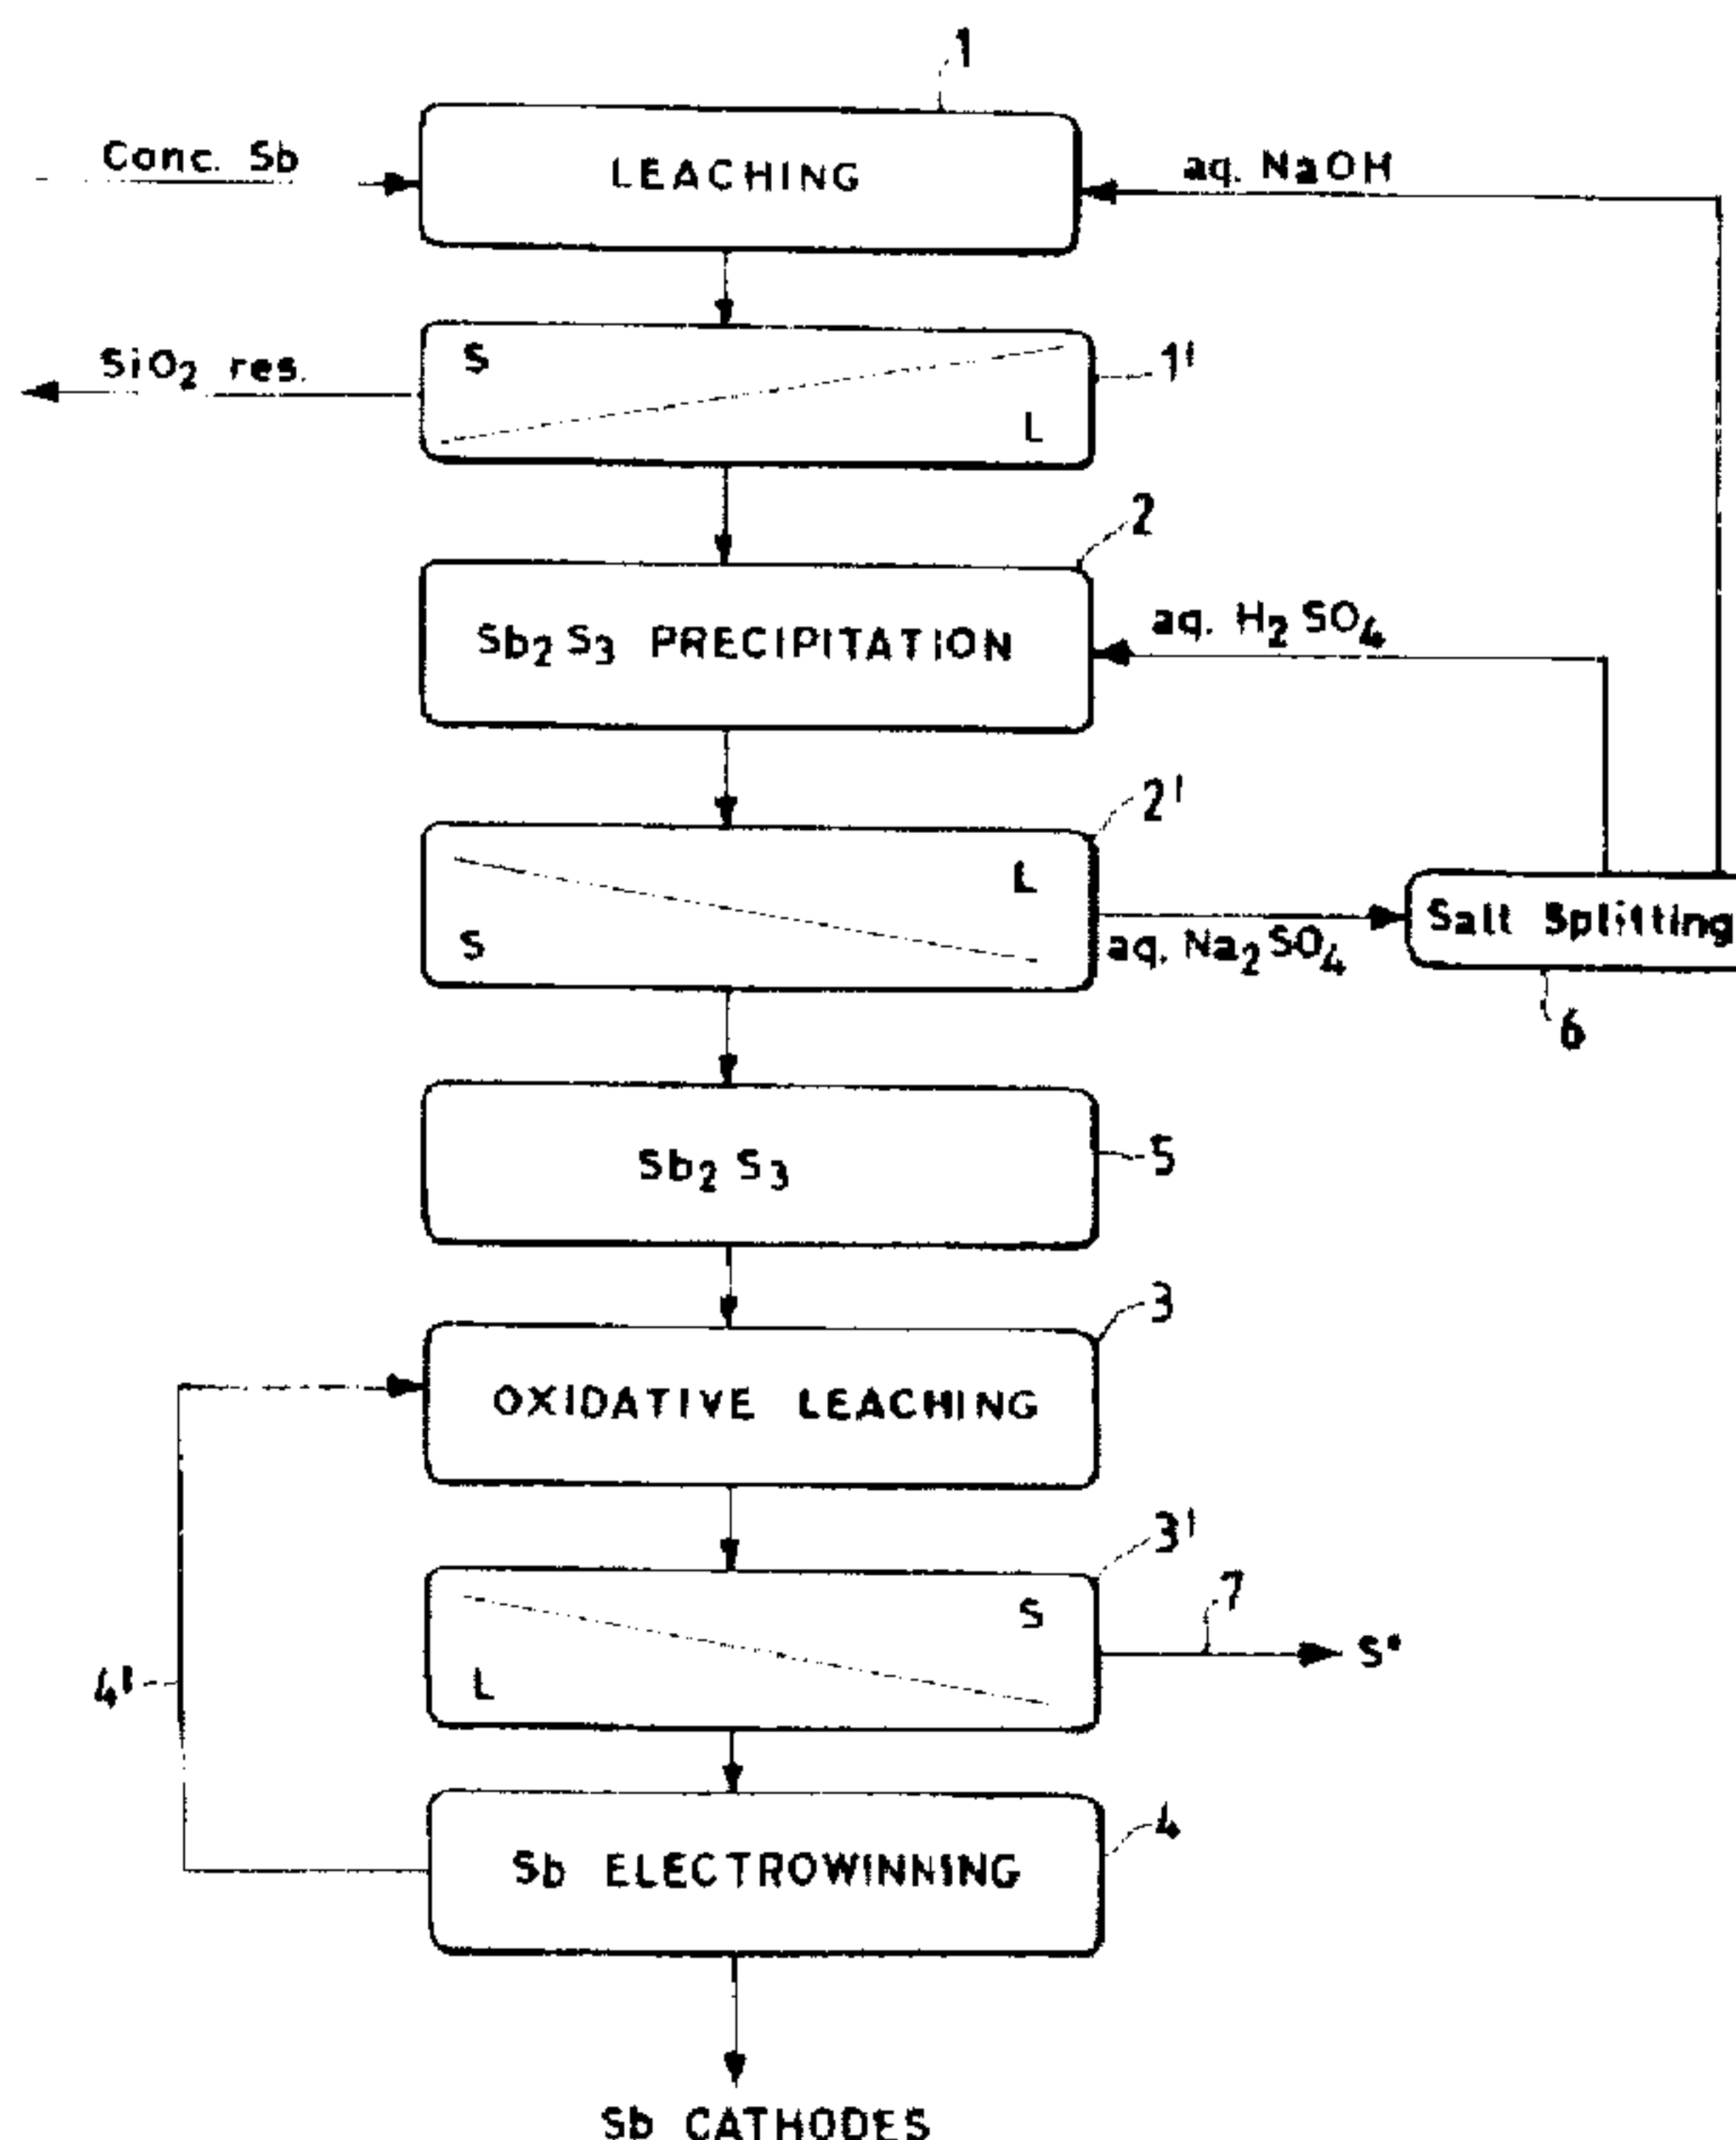 1
Conc. Sb
LEACHING
aq. NaOH
SiO₂ res.
S
L
1'
2
Sb₂S₃ PRECIPITATION
aq. H₂SO₄
2'
L
S
aq. Na₂SO₄
Salt Splitting
6
Sb₂S₃
5
3
OXIDATIVE LEACHING
3'
7
S
L
S°
4'
4
Sb ELECTROWINNING
Sb CATHODES